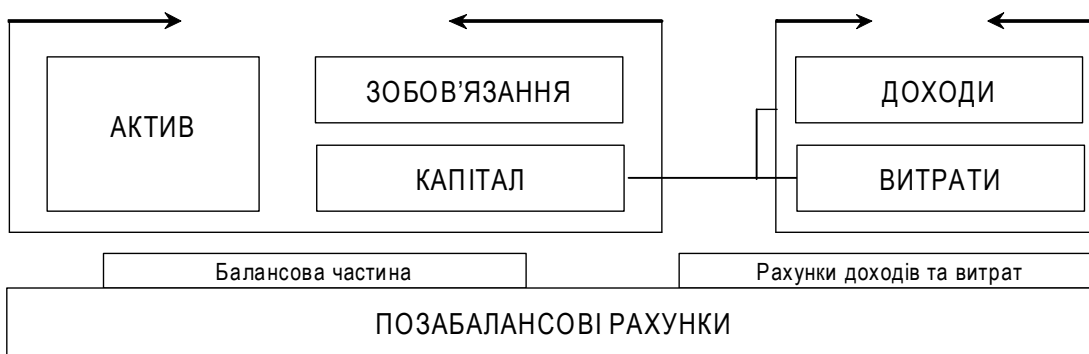 АКТИВ
ЗОБОВ’ЯЗАННЯ
КАПІТАЛ
ДОХОДИ
ВИТРАТИ
Балансова частина
Рахунки доходів та витрат
ПОЗАБАЛАНСОВІ РАХУНКИ